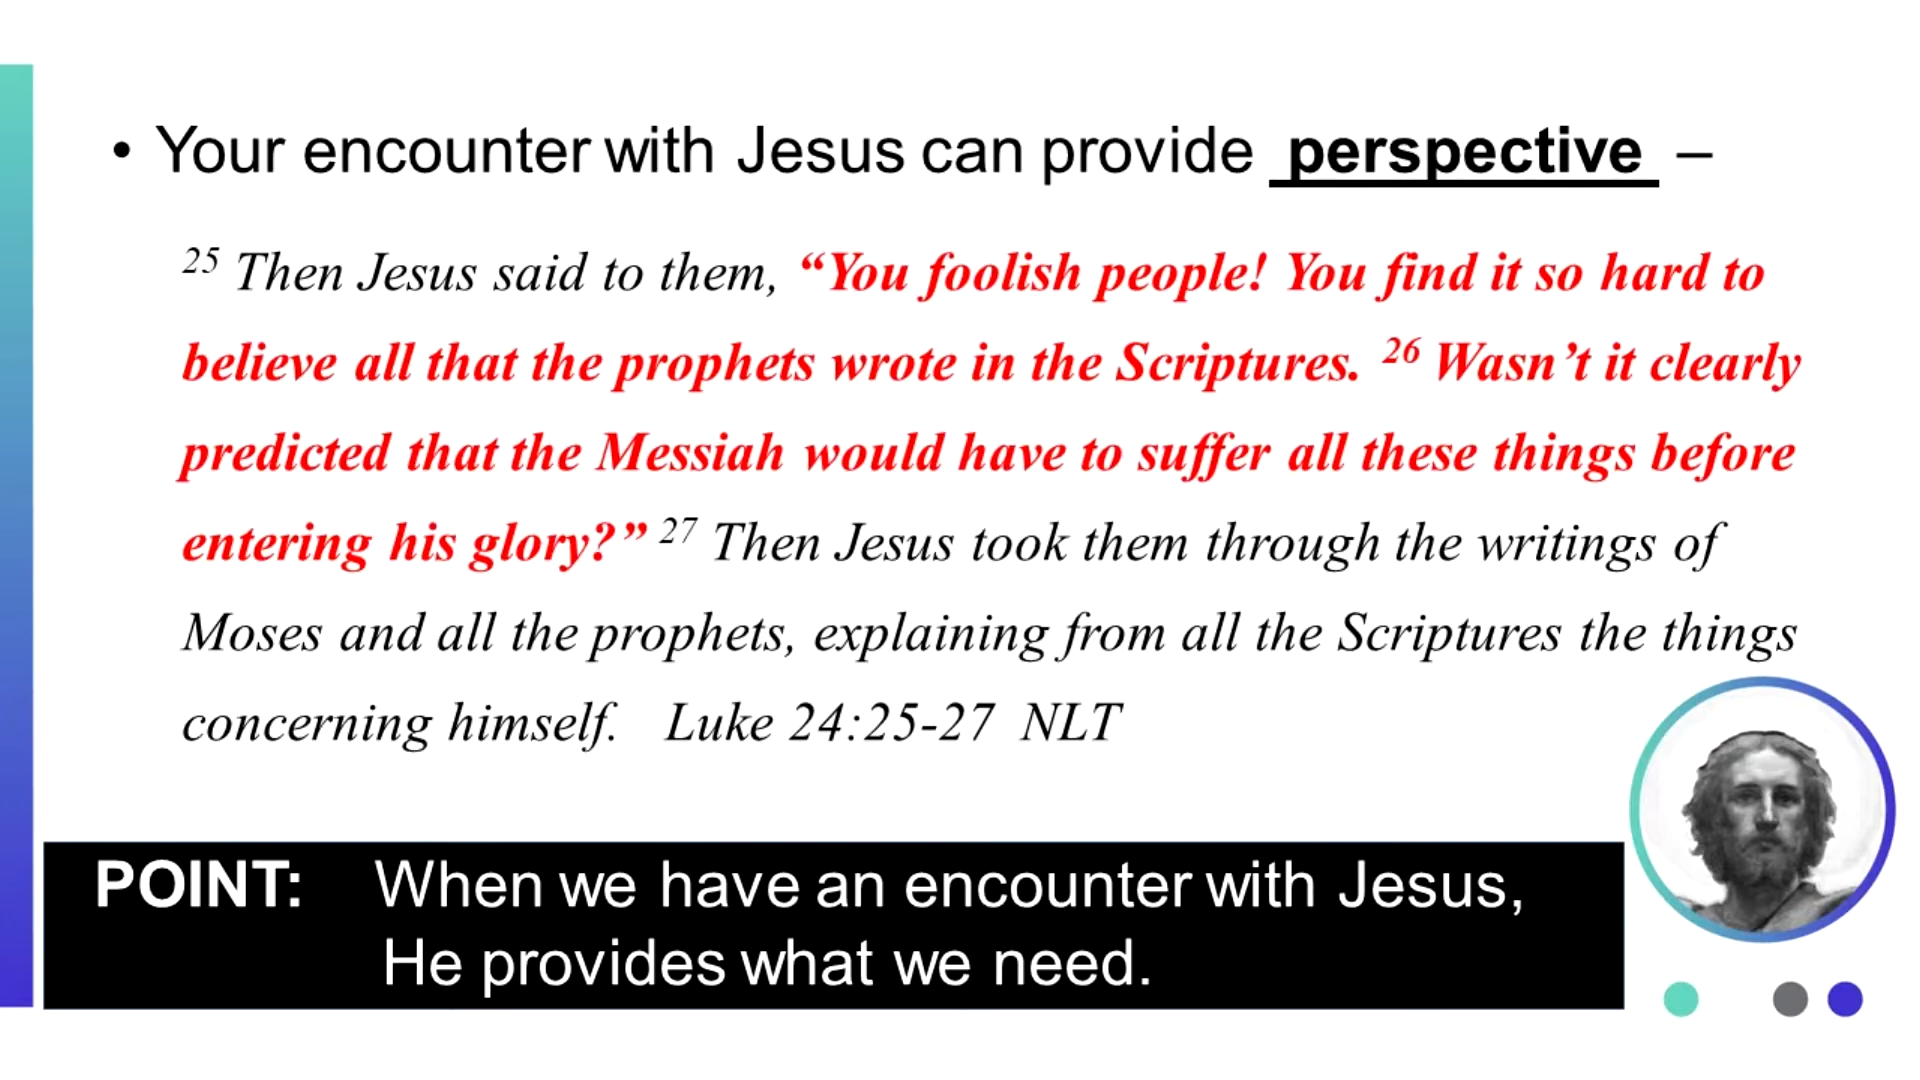 • Your encounter with Jesus can provide perspective –
25 Then Jesus said to them, “You foolish people! You find it so hard to
believe all that the prophets wrote in the Scriptures. 26 Wasn’t it clearly
predicted that the Messiah would have to suffer all these things before
entering his glory?” 27 Then Jesus took them through the writings of
Moses and all the prophets, explaining from all the Scriptures the things
concerning himself. Luke 24:25-27 NLT
POINT: When we have an encounter with Jesus,
He provides what we need.